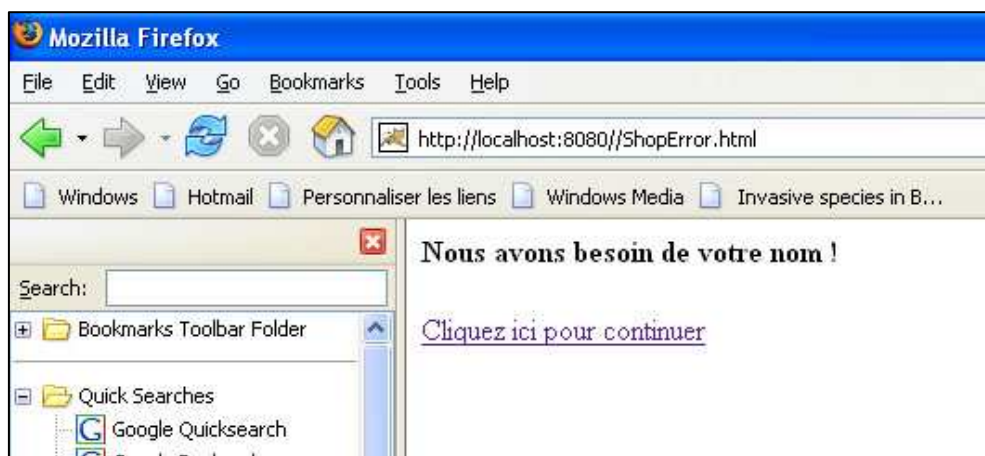 Mozilla Firefox
File Edit View Go Bookmarks Tools Help
http://localhost:8080//ShopError.html
Windows Hotmail Personnaliser les liens Windows Media Invasive species in B...
Nous avons besoin de votre nom !
Search:
Cliquez ici pour continuer
Bookmarks Toolbar Folder
Quick Searches
Google Quicksearch